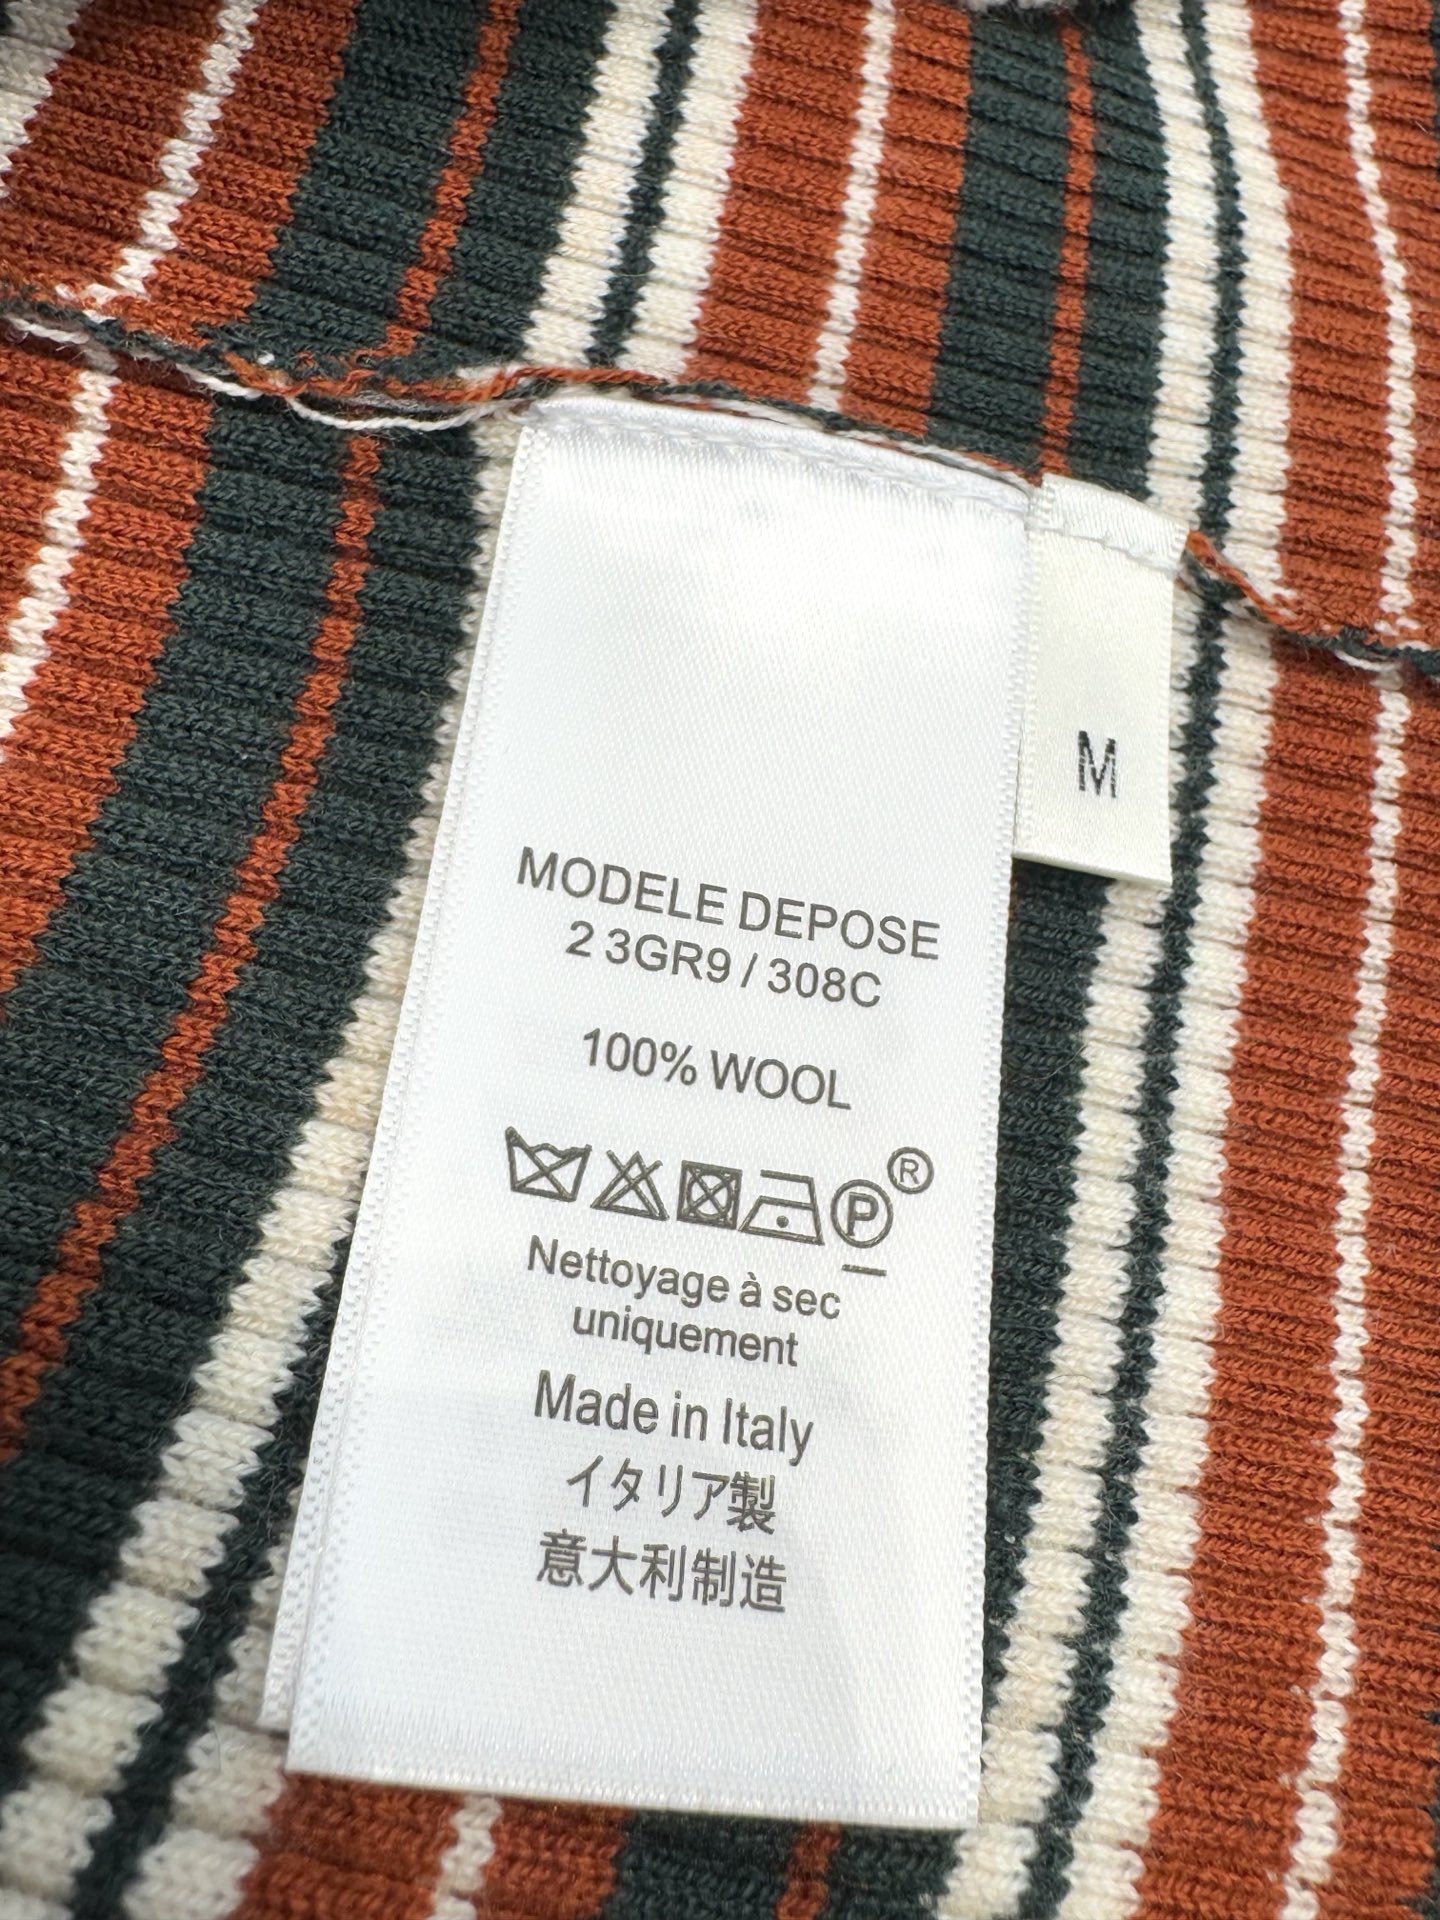 M
MODELE DEPOSE
2 3GR9 / 308C
100% WOOL
P ®
Nettoyage à sec
uniquement
Made in Italy
イタリア製
意大利制造